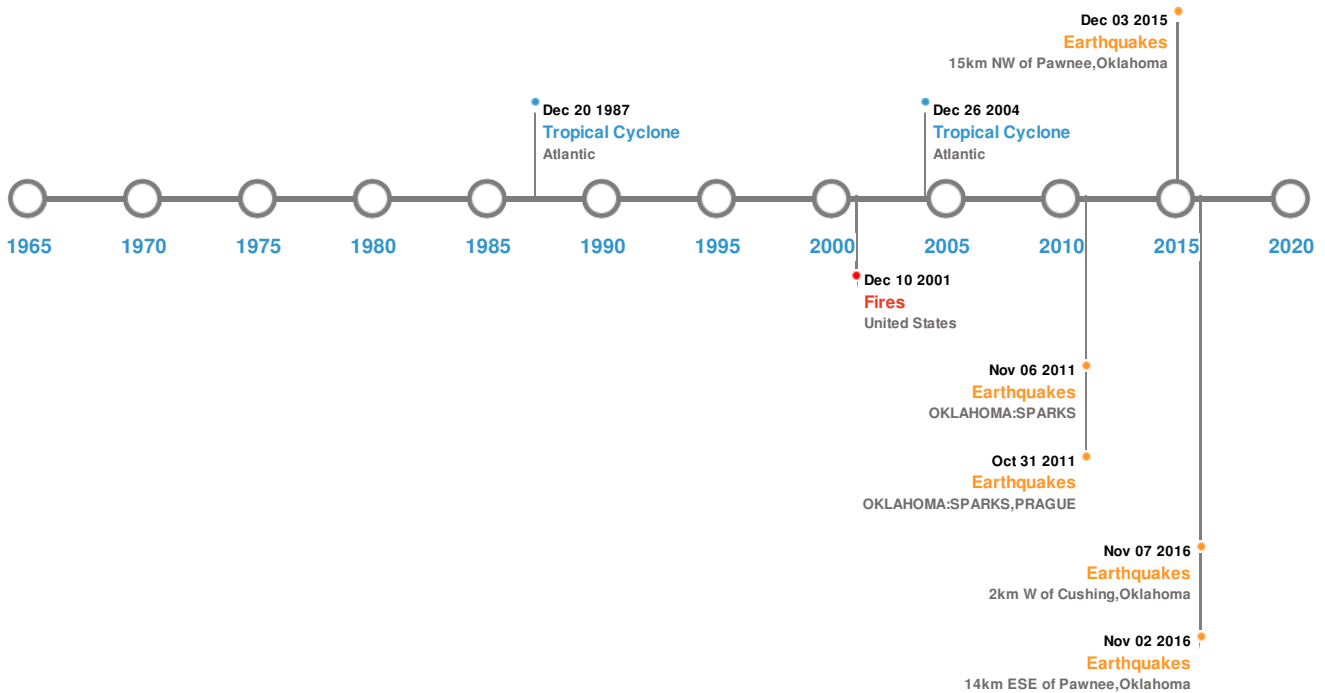 Dec 03 2015
Earthquakes
15km NW of Pawnee,Oklahoma
Dec 20 1987
Tropical Cyclone
Atlantic
Dec 26 2004
Tropical Cyclone
Atlantic
1965
1970
1975
1980
1985
1990
1995
2000
2005
2010
2015
2020
Dec 10 2001
Fires
United States
Nov 06 2011
Earthquakes
OKLAHOMA:SPARKS
Oct 31 2011
Earthquakes
OKLAHOMA:SPARKS,PRAGUE
Nov 07 2016
Earthquakes
2km W of Cushing,Oklahoma
Nov 02 2016
Earthquakes
14km ESE of Pawnee,Oklahoma